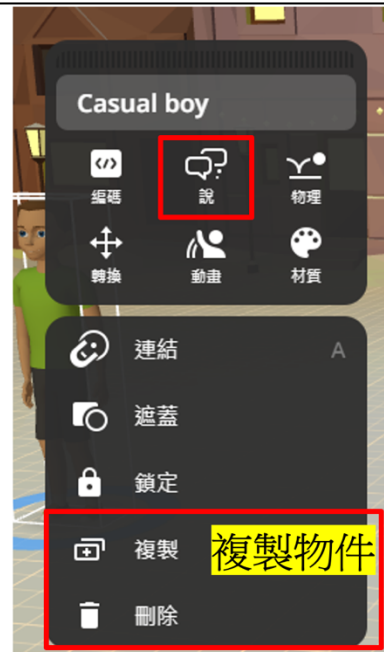 Casual boy
編碼 說 物理
轉換 動畫 材質
連結 A
遮蓋
鎖定
複製 複製物件
刪除